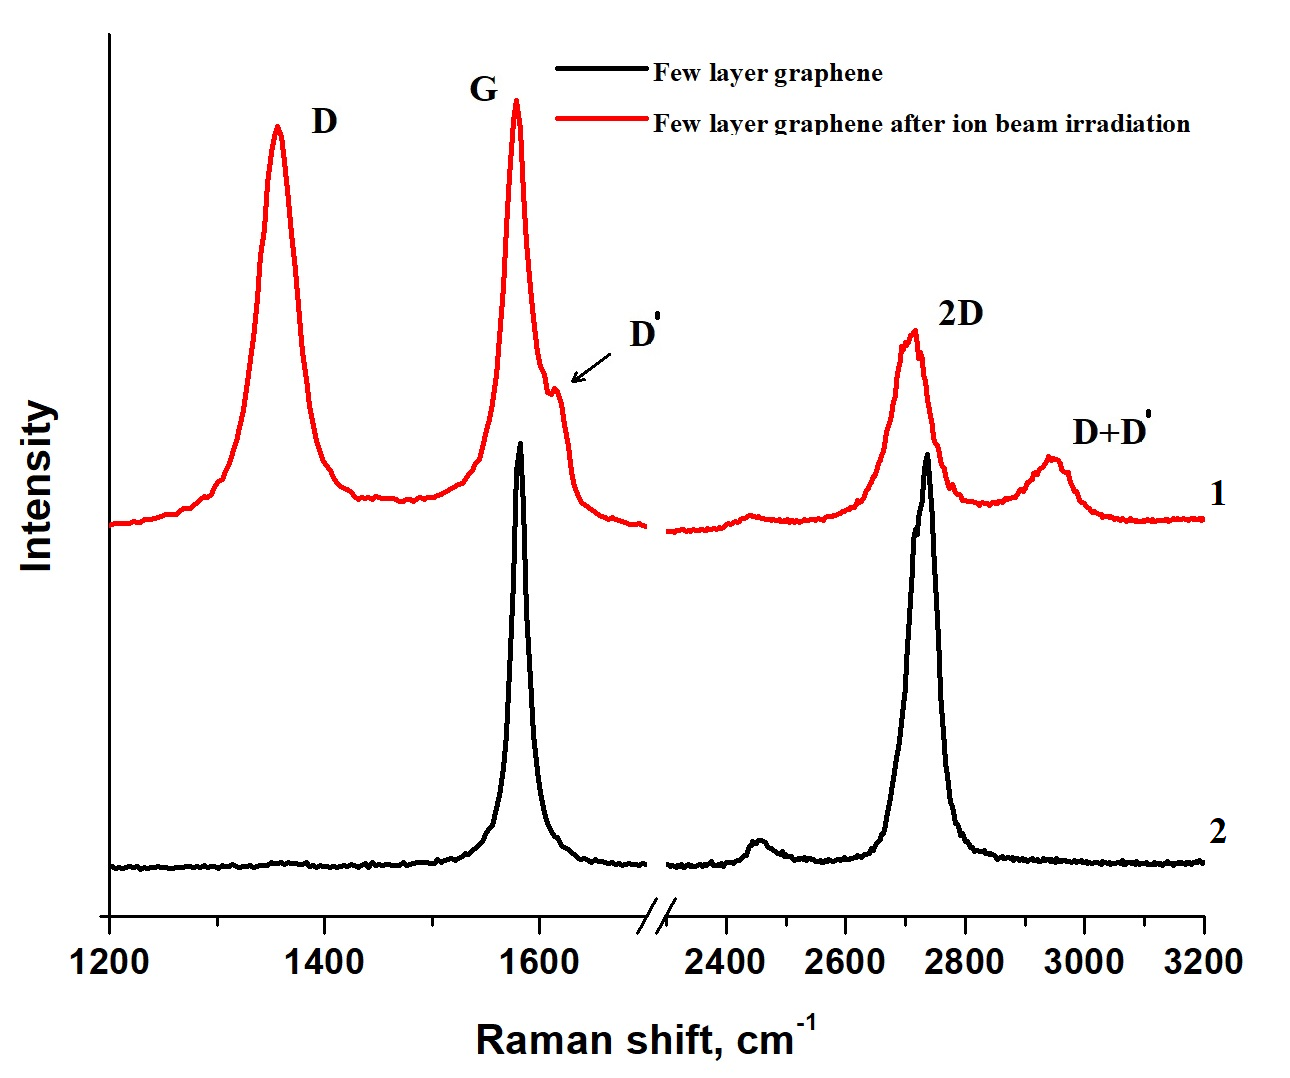 Few layer graphene
G
D
Few layer graphene after ion beam irradiation
2D
D'
D+D'
1
2
Intensity
1200 1400 1600 2400 2600 2800 3000 3200
Raman shift, cm-1